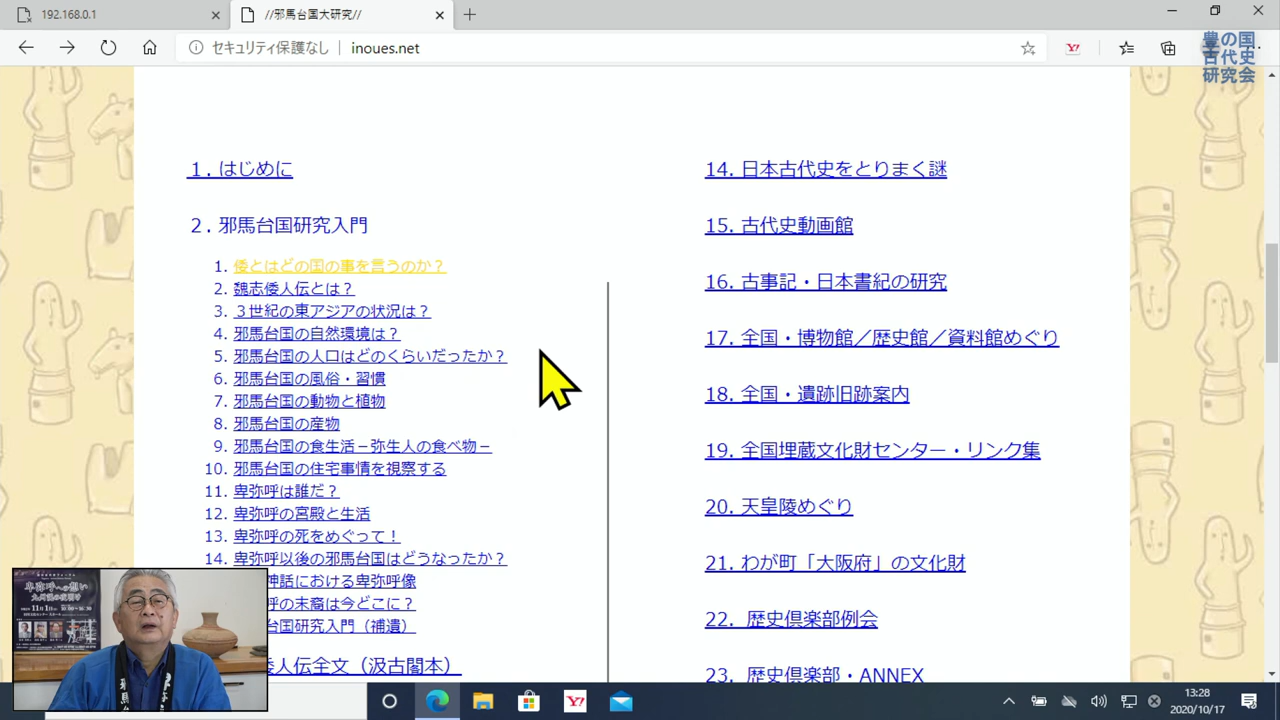 192.168.0.1
//邪馬台国大研究//
セキュリティ保護なし
inoues.net
豊の国
古代史
研究会
1. はじめに
2. 邪馬台国研究入門
1. 倭とはどの国の事を言うのか？
2. 魏志倭人伝とは？
3. ３世紀の東アジアの状況は？
4. 邪馬台国の自然環境は？
5. 邪馬台国の人口はどのくらいだったか？
6. 邪馬台国の風俗・習慣
7. 邪馬台国の動物と植物
8. 邪馬台国の産物
9. 邪馬台国の食生活－弥生人の食べ物－
10. 邪馬台国の住宅事情を視察する
11. 卑弥呼は誰だ？
12. 卑弥呼の宮殿と生活
13. 卑弥呼の死をめぐって！
14. 卑弥呼以後の邪馬台国はどうなったか？
神話における卑弥呼像
呼の末裔は今どこに？
台国研究入門（補遺）
倭人伝全文（汲古閣本）
14. 日本古代史をとりまく謎
15. 古代史動画館
16. 古事記・日本書紀の研究
17. 全国・博物館／歴史館／資料館めぐり
18. 全国・遺跡旧跡案内
19. 全国埋蔵文化財センター・リンク集
20. 天皇陵めぐり
21. わが町「大阪府」の文化財
22. 歴史倶楽部例会
23. 歴史倶楽部・ANNEX
卑弥呼への想い
13:28
2020/10/17